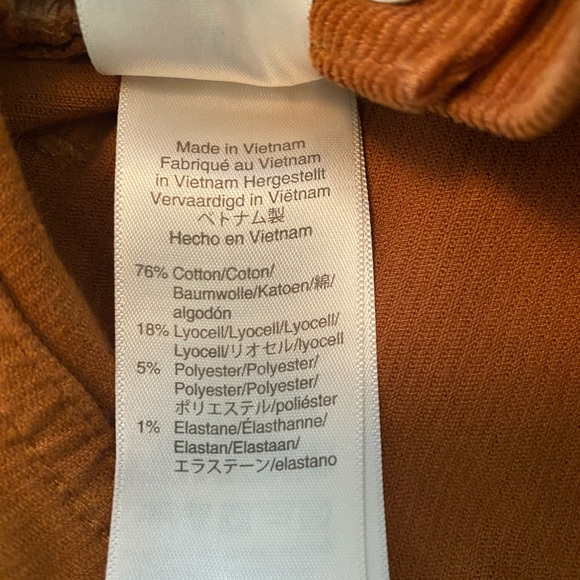 Made in Vietnam
Fabriqué au Vietnam
in Vietnam Hergestellt
Vervaardigd in Viëtnam
ベトナム製
Hecho en Vietnam
76% Cotton/Coton/
Baumwolle/Katoen/綿/
algodón
18% Lyocell/Lyocell/Lyocell/
Lyocell/リオセル/lyocell
5% Polyester/Polyester/
Polyester/Polyester/
ポリエステル/poliéster
1% Elastane/Élasthanne/
Elastan/Elastaan/
エラステーン/elastano